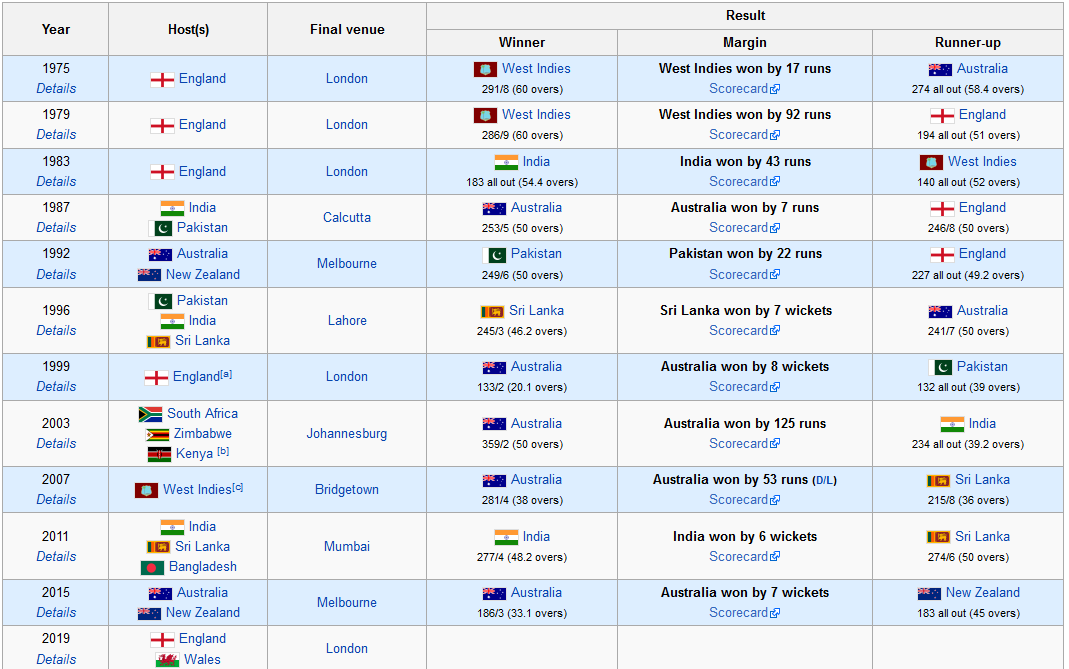 Year Host(s) Final venue Result
Winner Margin Runner-up
1975 England London West Indies West Indies won by 17 runs Australia
Details 291/8 (60 overs) Scorecard 274 all out (58.4 overs)
1979 England London West Indies West Indies won by 92 runs England
Details 286/9 (60 overs) Scorecard 194 all out (51 overs)
1983 England London India India won by 43 runs West Indies
Details 183 all out (54.4 overs) Scorecard 140 all out (52 overs)
1987 India Calcutta Australia Australia won by 7 runs England
Details Pakistan 253/5 (50 overs) Scorecard 246/8 (50 overs)
1992 Australia Melbourne Pakistan Pakistan won by 22 runs England
Details New Zealand 249/6 (50 overs) Scorecard 227 all out (49.2 overs)
Pakistan
1996 India Lahore Sri Lanka Sri Lanka won by 7 wickets Australia
Details Sri Lanka 245/3 (46.2 overs) Scorecard 241/7 (50 overs)
1999 England[a] London Australia Australia won by 8 wickets Pakistan
Details 133/2 (20.1 overs) Scorecard 132 all out (39 overs)
South Africa
2003 Zimbabwe Johannesburg Australia Australia won by 125 runs India
Details Kenya [b] 359/2 (50 overs) Scorecard 234 all out (39.2 overs)
2007 West Indies[c] Bridgetown Australia Australia won by 53 runs (D/L) Sri Lanka
Details 281/4 (38 overs) Scorecard 215/8 (36 overs)
India
2011 Sri Lanka Mumbai India India won by 6 wickets Sri Lanka
Details Bangladesh 277/4 (48.2 overs) Scorecard 274/6 (50 overs)
2015 Australia Melbourne Australia Australia won by 7 wickets New Zealand
Details New Zealand 186/3 (33.1 overs) Scorecard 183 all out (45 overs)
2019 England London
Details Wales